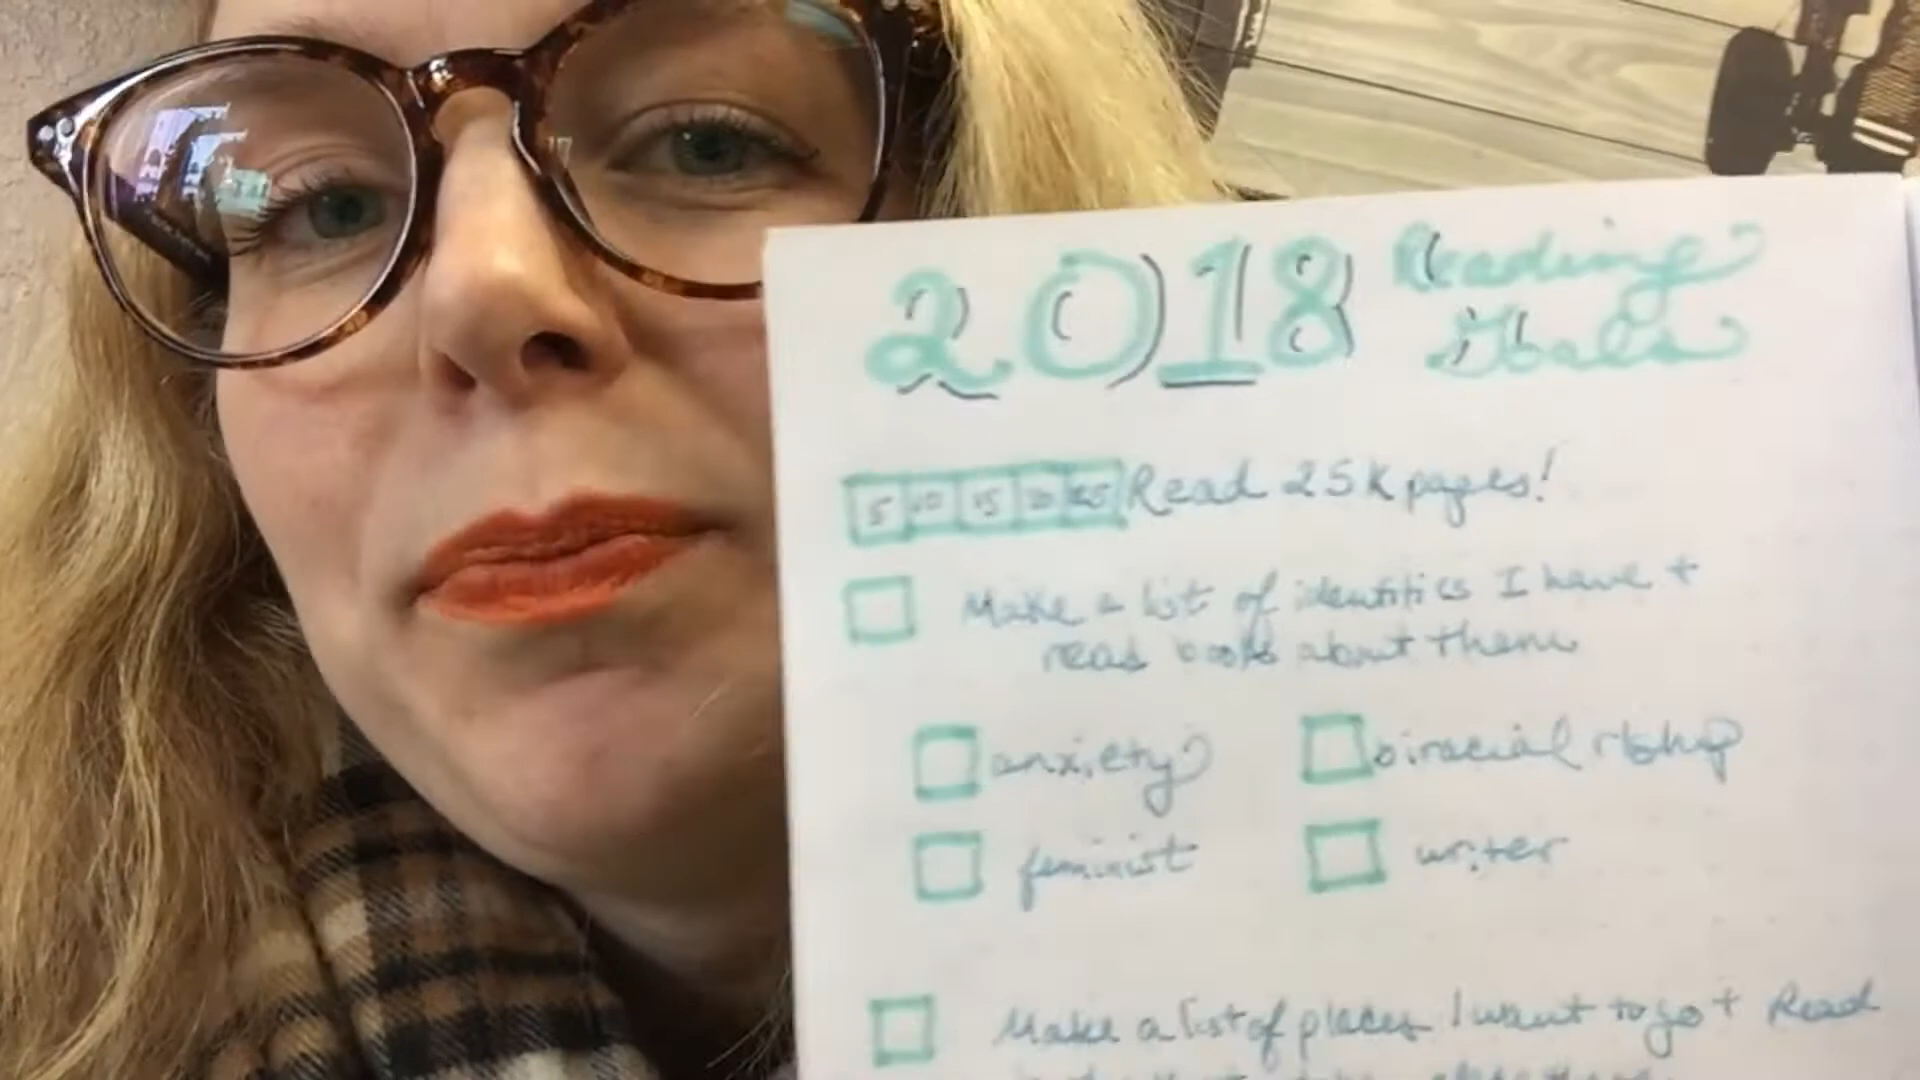 2018 Reading
Goals
5 10 15 20 25 Read 25K pages!
Make a list of identities I have +
read books about them
anxiety biracial rtshp
feminist writer
Make a list of places I want to go + Read